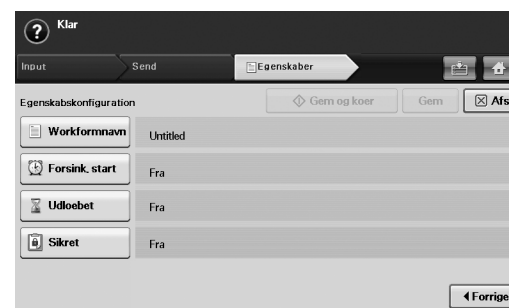 Klar
Input Send Egenskaber
Egenskabskonfiguration Gem og koer Gem Afs
Workformnavn Untitled
Forsink. start Fra
Udloebet Fra
Sikret Fra
Forrige